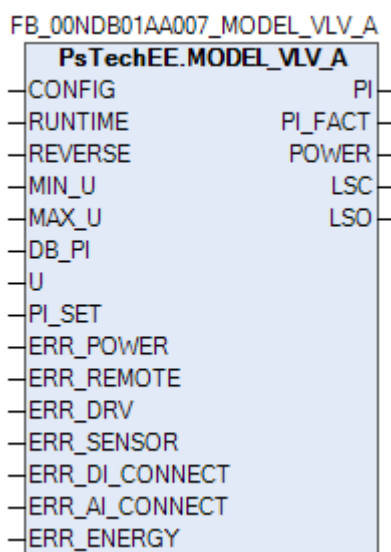 FB_00NDB01AA007_MODEL_VLV_A
PsTechEE.MODEL_VLV_A
CONFIG PI
RUNTIME PI_FACT
REVERSE POWER
MIN_U LSC
MAX_U LSO
DB_PI
U
PI_SET
ERR_POWER
ERR_REMOTE
ERR_DRV
ERR_SENSOR
ERR_DI_CONNECT
ERR_AI_CONNECT
ERR_ENERGY